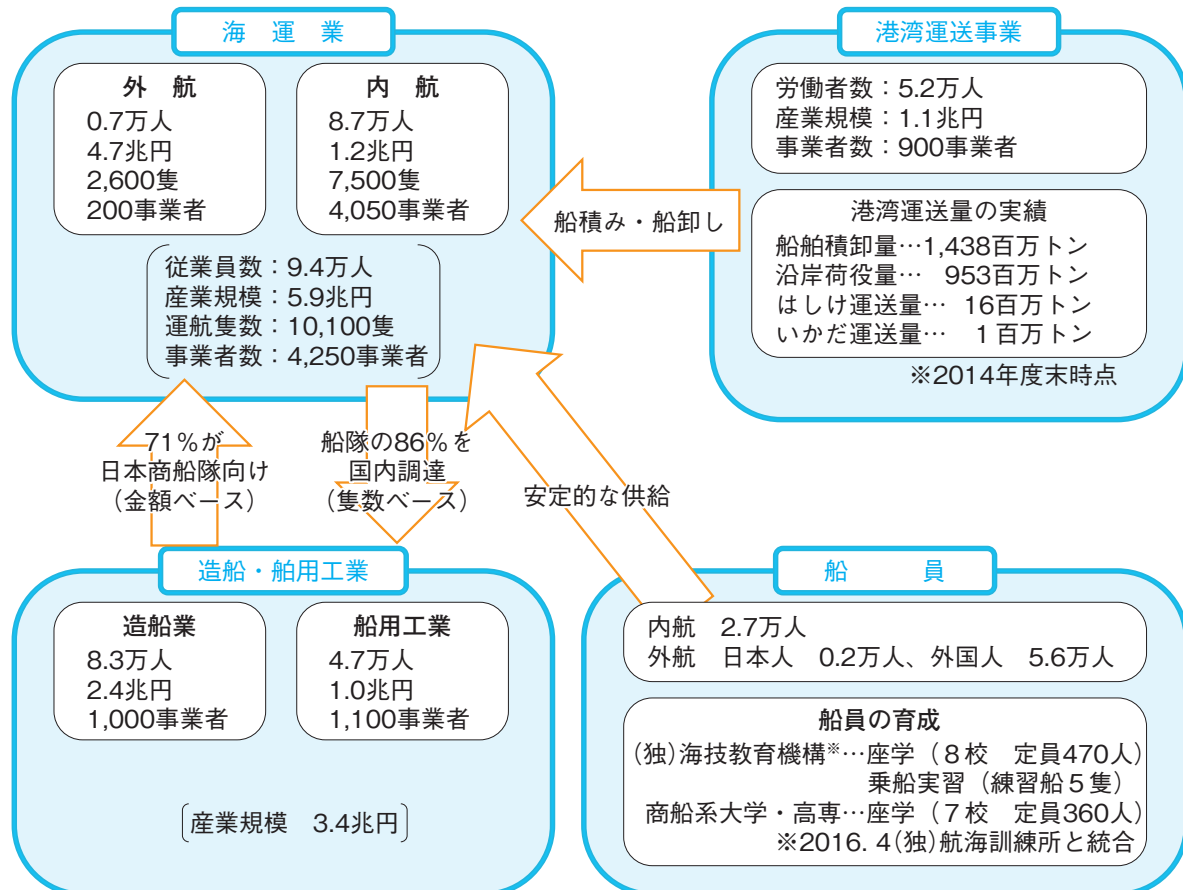 海運業
外航
0.7万人
4.7兆円
2,600隻
200事業者
内航
8.7万人
1.2兆円
7,500隻
4,050事業者
従業員数：9.4万人
産業規模：5.9兆円
運航隻数：10,100隻
事業者数：4,250事業者
港湾運送事業
労働者数：5.2万人
産業規模：1.1兆円
事業者数：900事業者
港湾運送量の実績
船舶積卸量…1,438百万トン
沿岸荷役量… 953百万トン
はしけ運送量… 16百万トン
いかだ運送量… 1百万トン
※2014年度末時点
船積み・船卸し
71％が
日本商船隊向け
（金額ベース）
船隊の86％を
国内調達
（隻数ベース）
安定的な供給
造船・舶用工業
造船業
8.3万人
2.4兆円
1,000事業者
舶用工業
4.7万人
1.0兆円
1,100事業者
産業規模　3.4兆円
船員
内航　2.7万人
外航　日本人　0.2万人、外国人　5.6万人
船員の育成
(独)海技教育機構※…座学（８校　定員470人）
乗船実習（練習船５隻）
商船系大学・高専…座学（７校　定員360人）
※2016. 4(独)航海訓練所と統合